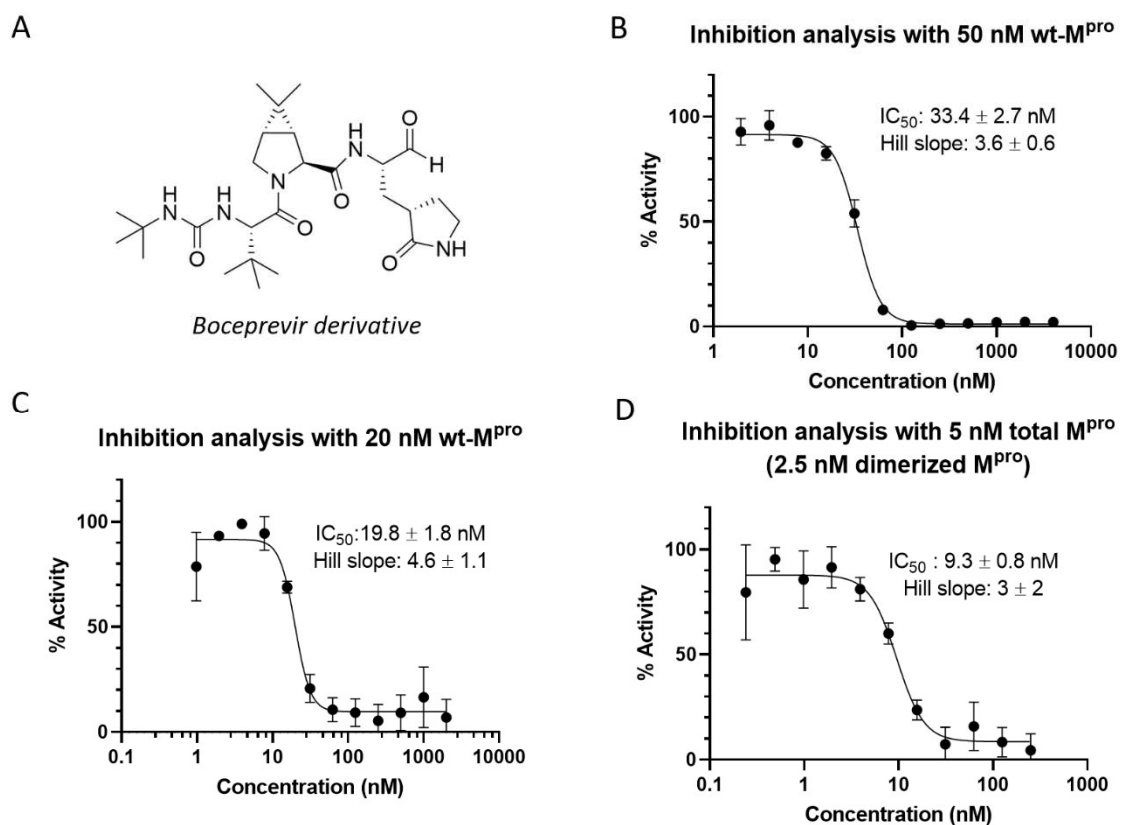 A
H
N
O
H
N
H
N
O
H
N
N
O
O
O
NH
O
Boceprevir derivative
B
Inhibition analysis with 50 nM wt-Mᵖʳᵒ
IC₅₀: 33.4 ± 2.7 nM
Hill slope: 3.6 ± 0.6
% Activity
100
50
0
1 10 100 1000 10000
Concentration (nM)
C
Inhibition analysis with 20 nM wt-Mᵖʳᵒ
IC₅₀:19.8 ± 1.8 nM
Hill slope: 4.6 ± 1.1
% Activity
100
50
0
0.1 1 10 100 1000 10000
Concentration (nM)
D
Inhibition analysis with 5 nM total Mᵖʳᵒ
(2.5 nM dimerized Mᵖʳᵒ)
IC₅₀ : 9.3 ± 0.8 nM
Hill slope: 3 ± 2
% Activity
100
50
0
0.1 1 10 100 1000
Concentration (nM)